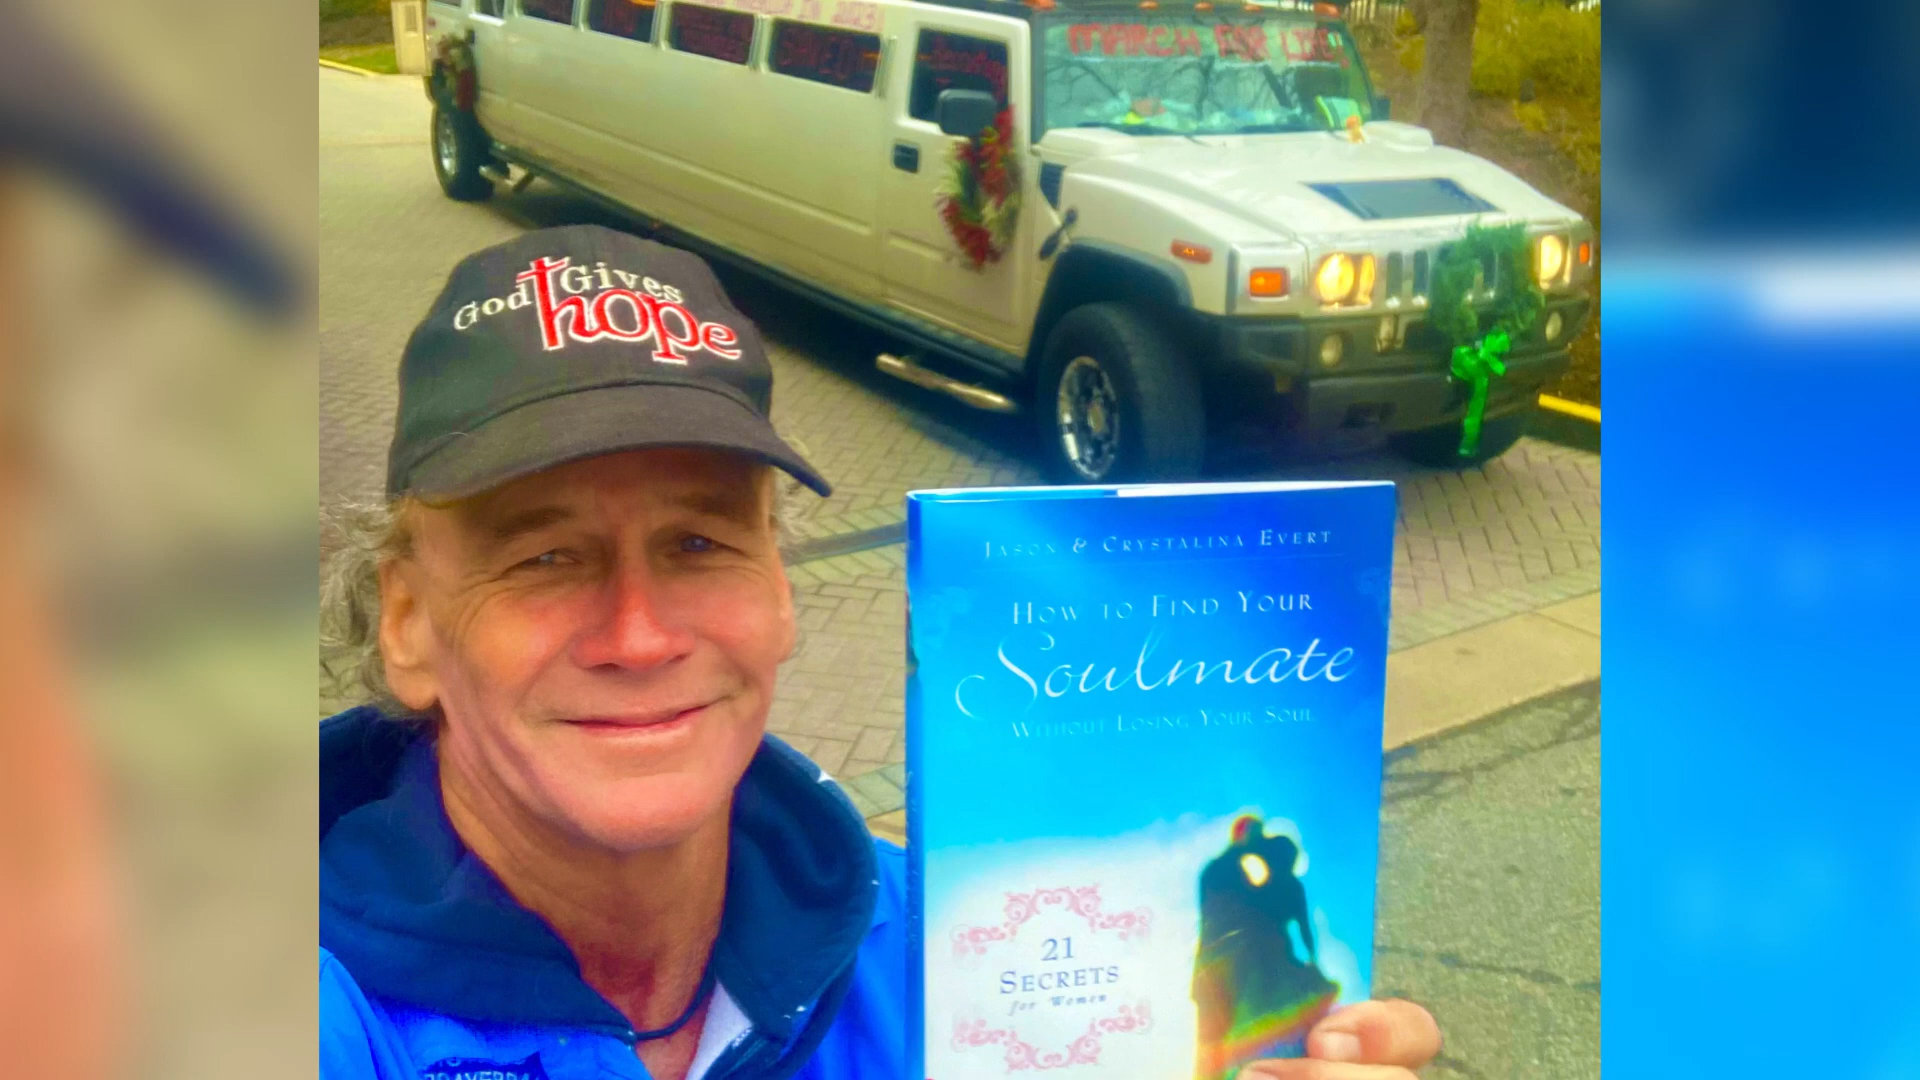 MARCH FOR LIFE
God Gives
hope
JASON & CRYSTALINA EVERT
HOW TO FIND YOUR
Soulmate
WITHOUT LOSING YOUR SOUL
21
SECRETS
for Women